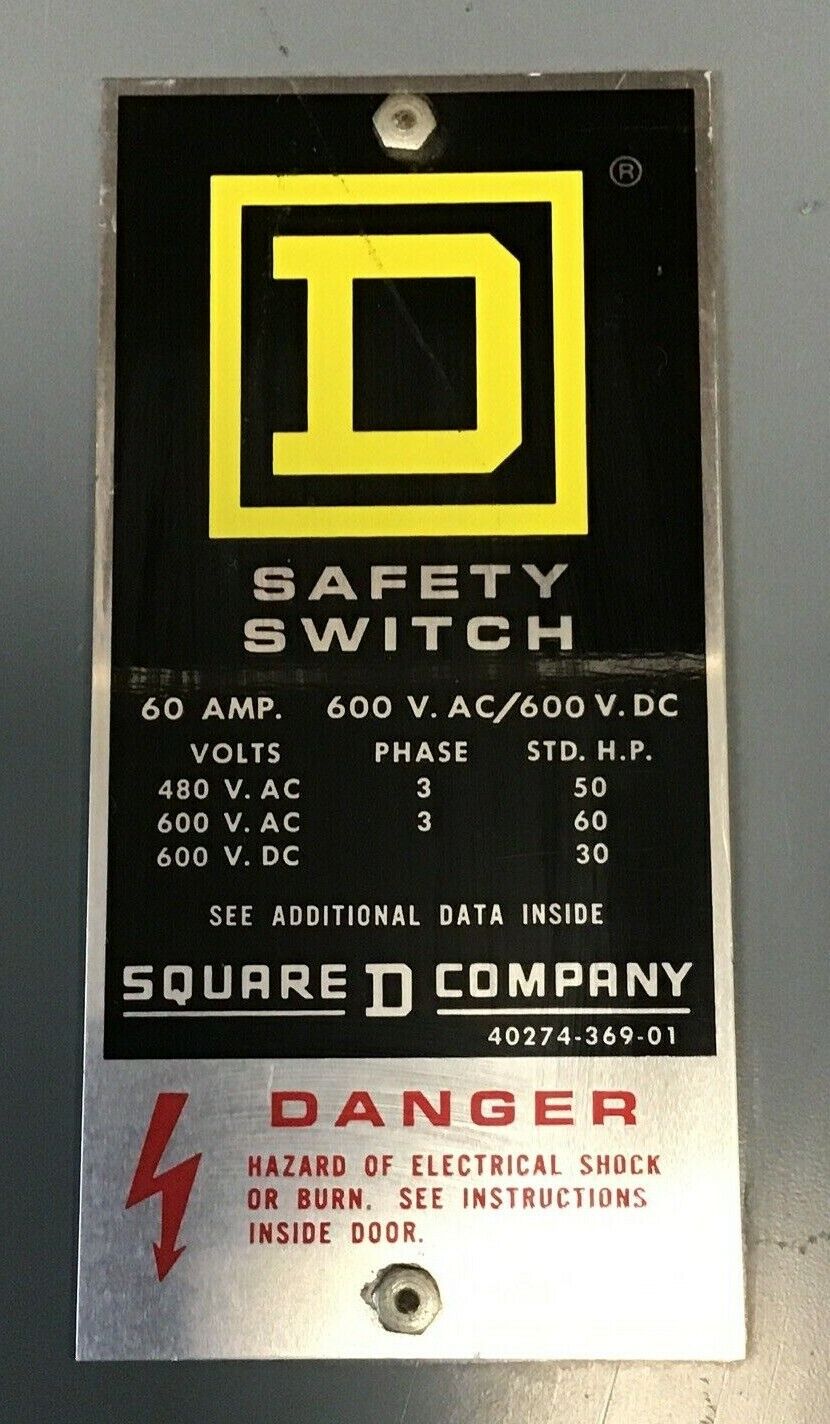 ®
D
SAFETY
SWITCH
60 AMP. 600 V. AC/600 V. DC
VOLTS PHASE STD. H.P.
480 V. AC 3 50
600 V. AC 3 60
600 V. DC 30
SEE ADDITIONAL DATA INSIDE
SQUARE D COMPANY
40274-369-01
DANGER
HAZARD OF ELECTRICAL SHOCK
OR BURN. SEE INSTRUCTIONS
INSIDE DOOR.